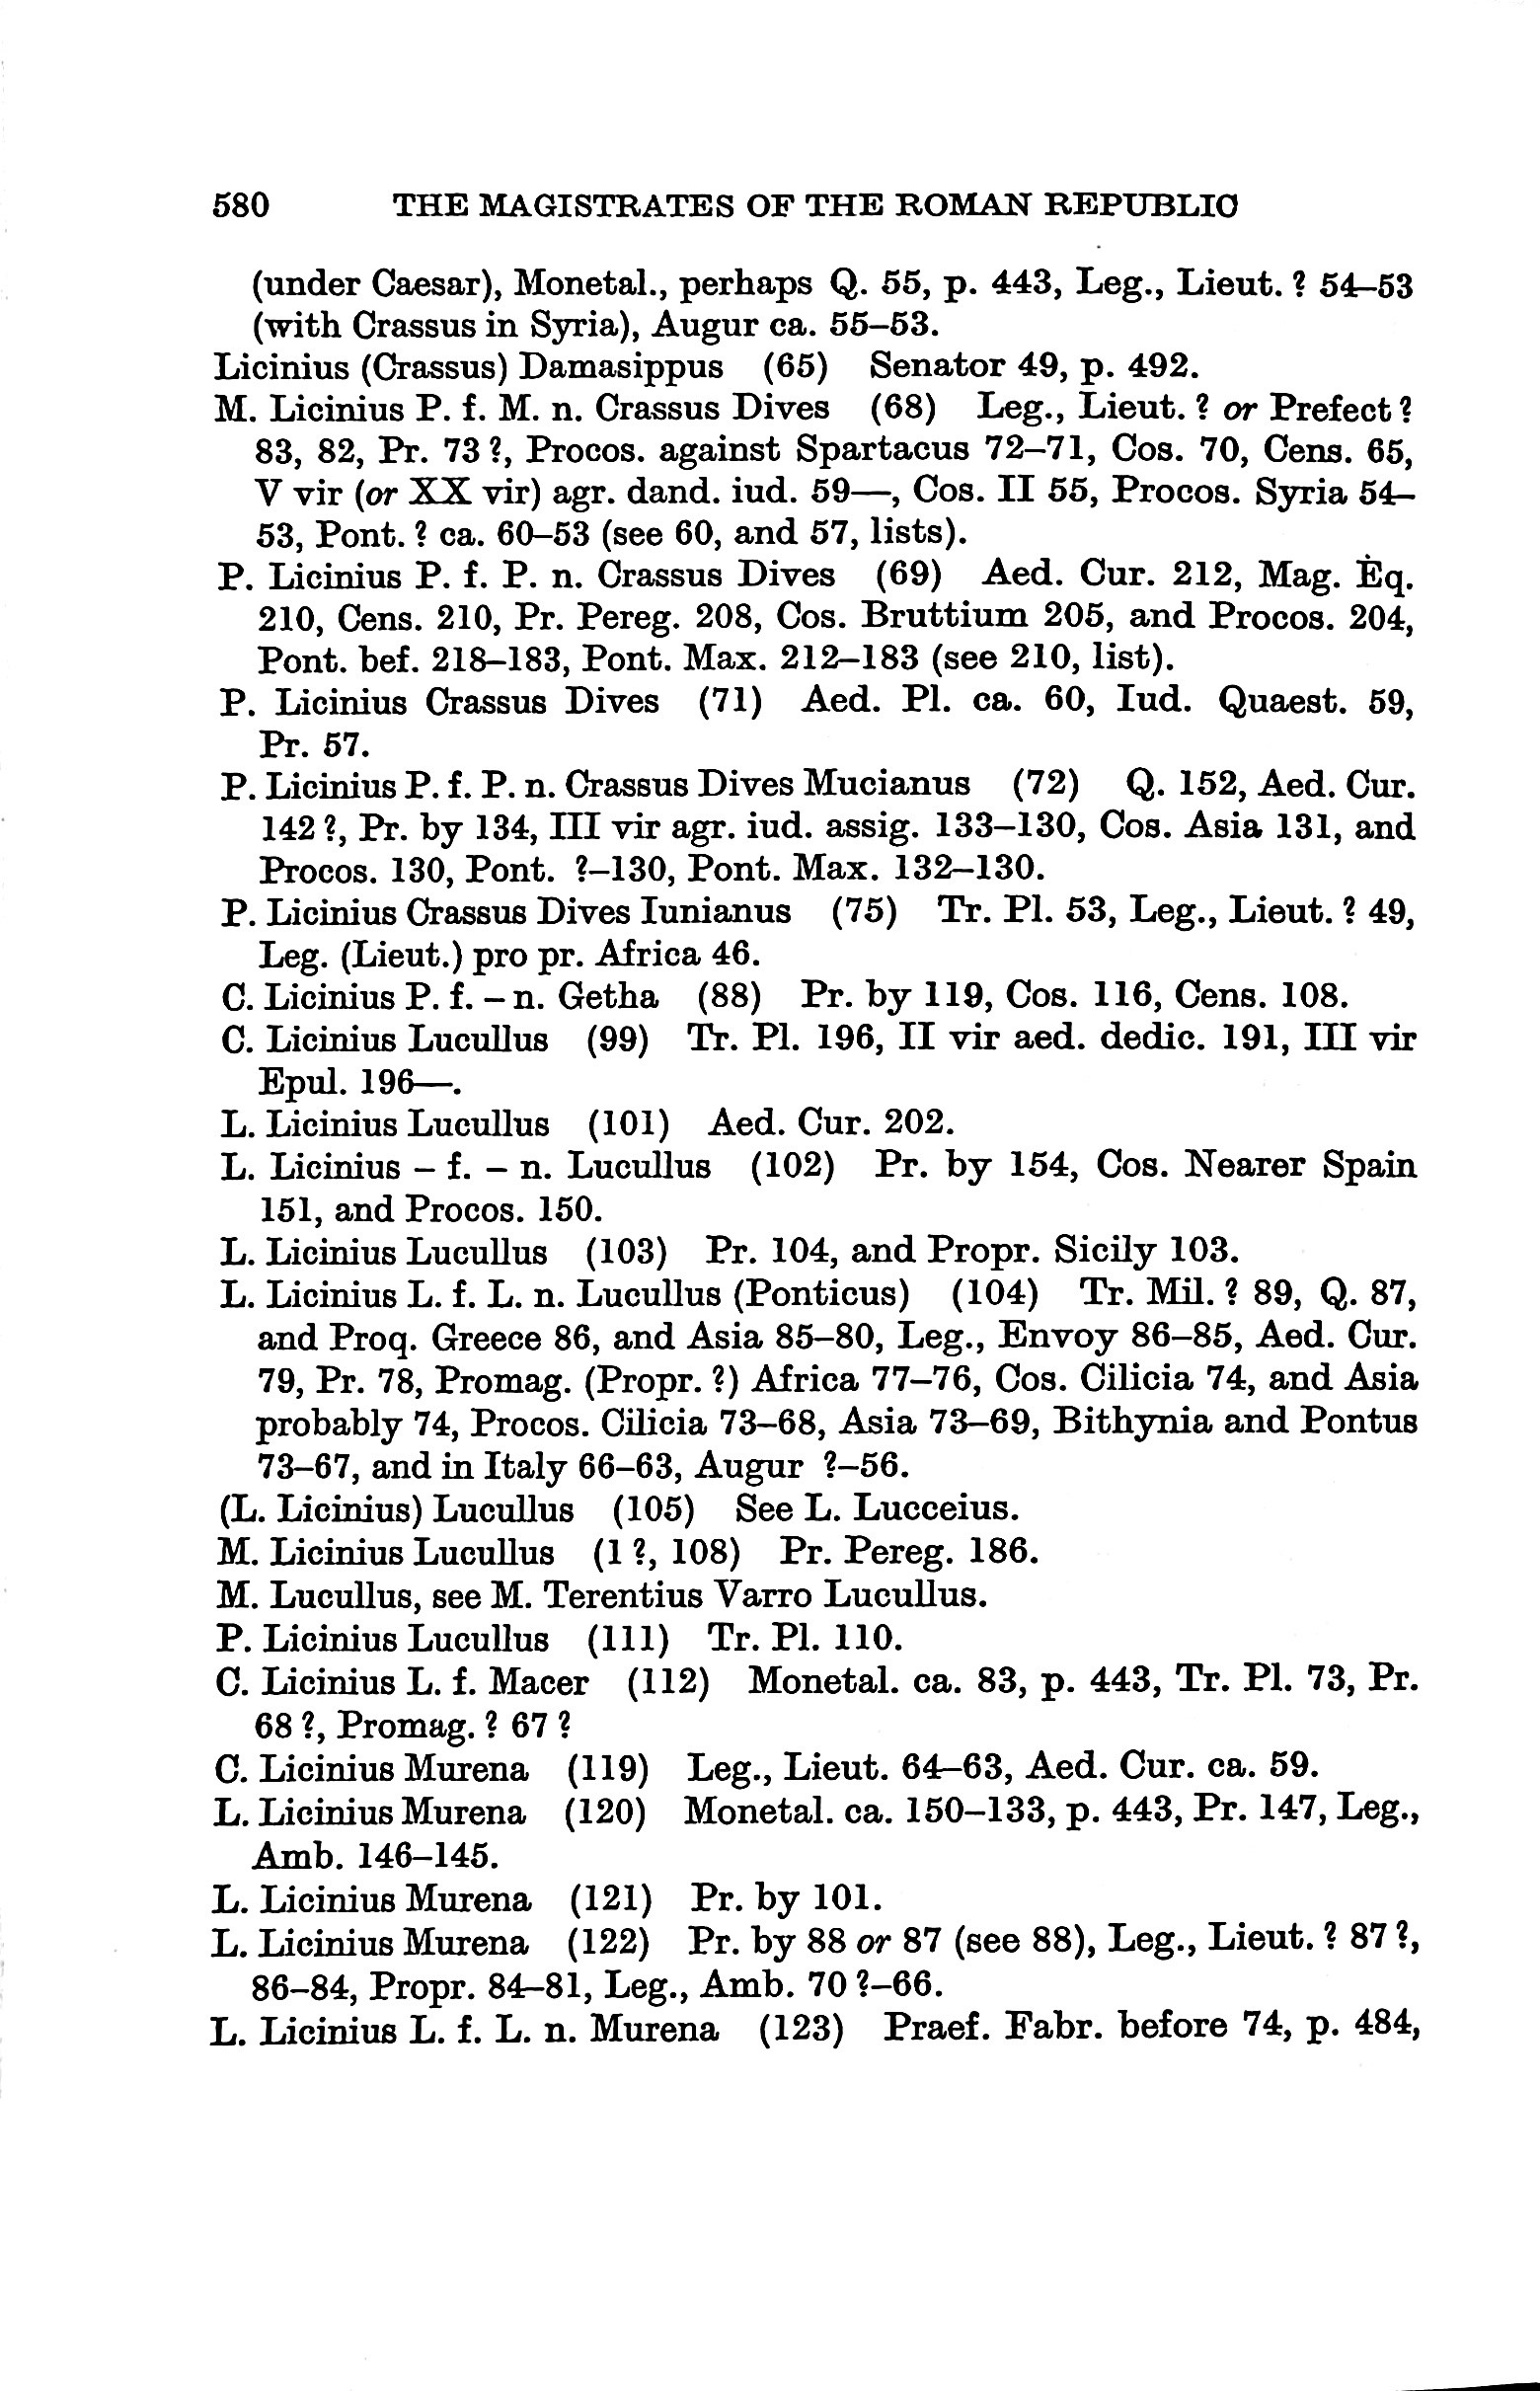 580 THE MAGISTRATES OF THE ROMAN REPUBLIC
(under Caesar), Monetal., perhaps Q. 55, p. 443, Leg., Lieut. ? 54–53
(with Crassus in Syria), Augur ca. 55–53.
Licinius (Crassus) Damasippus (65) Senator 49, p. 492.
M. Licinius P. f. M. n. Crassus Dives (68) Leg., Lieut. ? or Prefect ?
83, 82, Pr. 73 ?, Procos. against Spartacus 72–71, Cos. 70, Cens. 65,
V vir (or XX vir) agr. dand. iud. 59—, Cos. II 55, Procos. Syria 54–
53, Pont. ? ca. 60–53 (see 60, and 57, lists).
P. Licinius P. f. P. n. Crassus Dives (69) Aed. Cur. 212, Mag. Eq.
210, Cens. 210, Pr. Pereg. 208, Cos. Bruttium 205, and Procos. 204,
Pont. bef. 218–183, Pont. Max. 212–183 (see 210, list).
P. Licinius Crassus Dives (71) Aed. Pl. ca. 60, Iud. Quaest. 59,
Pr. 57.
P. Licinius P. f. P. n. Crassus Dives Mucianus (72) Q. 152, Aed. Cur.
142 ?, Pr. by 134, III vir agr. iud. assig. 133–130, Cos. Asia 131, and
Procos. 130, Pont. ?–130, Pont. Max. 132–130.
P. Licinius Crassus Dives Iunianus (75) Tr. Pl. 53, Leg., Lieut. ? 49,
Leg. (Lieut.) pro pr. Africa 46.
C. Licinius P. f. – n. Getha (88) Pr. by 119, Cos. 116, Cens. 108.
C. Licinius Lucullus (99) Tr. Pl. 196, II vir aed. dedic. 191, III vir
Epul. 196—.
L. Licinius Lucullus (101) Aed. Cur. 202.
L. Licinius – f. – n. Lucullus (102) Pr. by 154, Cos. Nearer Spain
151, and Procos. 150.
L. Licinius Lucullus (103) Pr. 104, and Propr. Sicily 103.
L. Licinius L. f. L. n. Lucullus (Ponticus) (104) Tr. Mil. ? 89, Q. 87,
and Proq. Greece 86, and Asia 85–80, Leg., Envoy 86–85, Aed. Cur.
79, Pr. 78, Promag. (Propr. ?) Africa 77–76, Cos. Cilicia 74, and Asia
probably 74, Procos. Cilicia 73–68, Asia 73–69, Bithynia and Pontus
73–67, and in Italy 66–63, Augur ?–56.
(L. Licinius) Lucullus (105) See L. Lucceius.
M. Licinius Lucullus (1 ?, 108) Pr. Pereg. 186.
M. Lucullus, see M. Terentius Varro Lucullus.
P. Licinius Lucullus (111) Tr. Pl. 110.
C. Licinius L. f. Macer (112) Monetal. ca. 83, p. 443, Tr. Pl. 73, Pr.
68 ?, Promag. ? 67 ?
C. Licinius Murena (119) Leg., Lieut. 64–63, Aed. Cur. ca. 59.
L. Licinius Murena (120) Monetal. ca. 150–133, p. 443, Pr. 147, Leg.,
Amb. 146–145.
L. Licinius Murena (121) Pr. by 101.
L. Licinius Murena (122) Pr. by 88 or 87 (see 88), Leg., Lieut. ? 87 ?,
86–84, Propr. 84–81, Leg., Amb. 70 ?–66.
L. Licinius L. f. L. n. Murena (123) Praef. Fabr. before 74, p. 484,